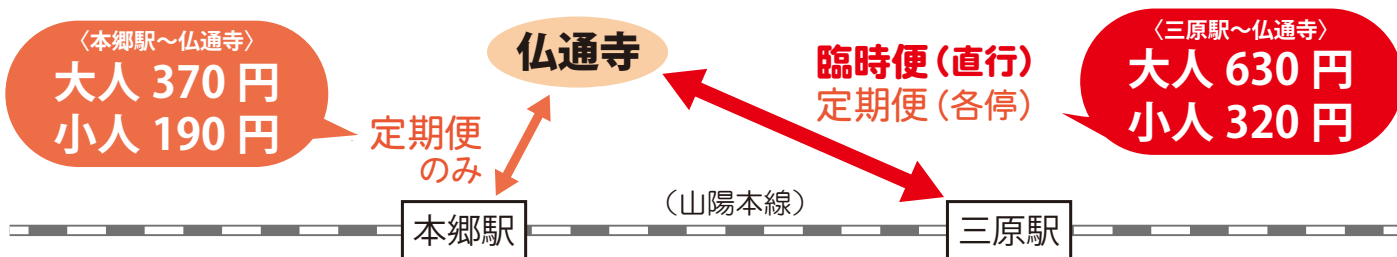 〈本郷駅～仏通寺〉
大人 370 円
小人 190 円
定期便
のみ
仏通寺
臨時便（直行）
定期便（各停）
〈三原駅～仏通寺〉
大人 630 円
小人 320 円
（山陽本線）
本郷駅
三原駅